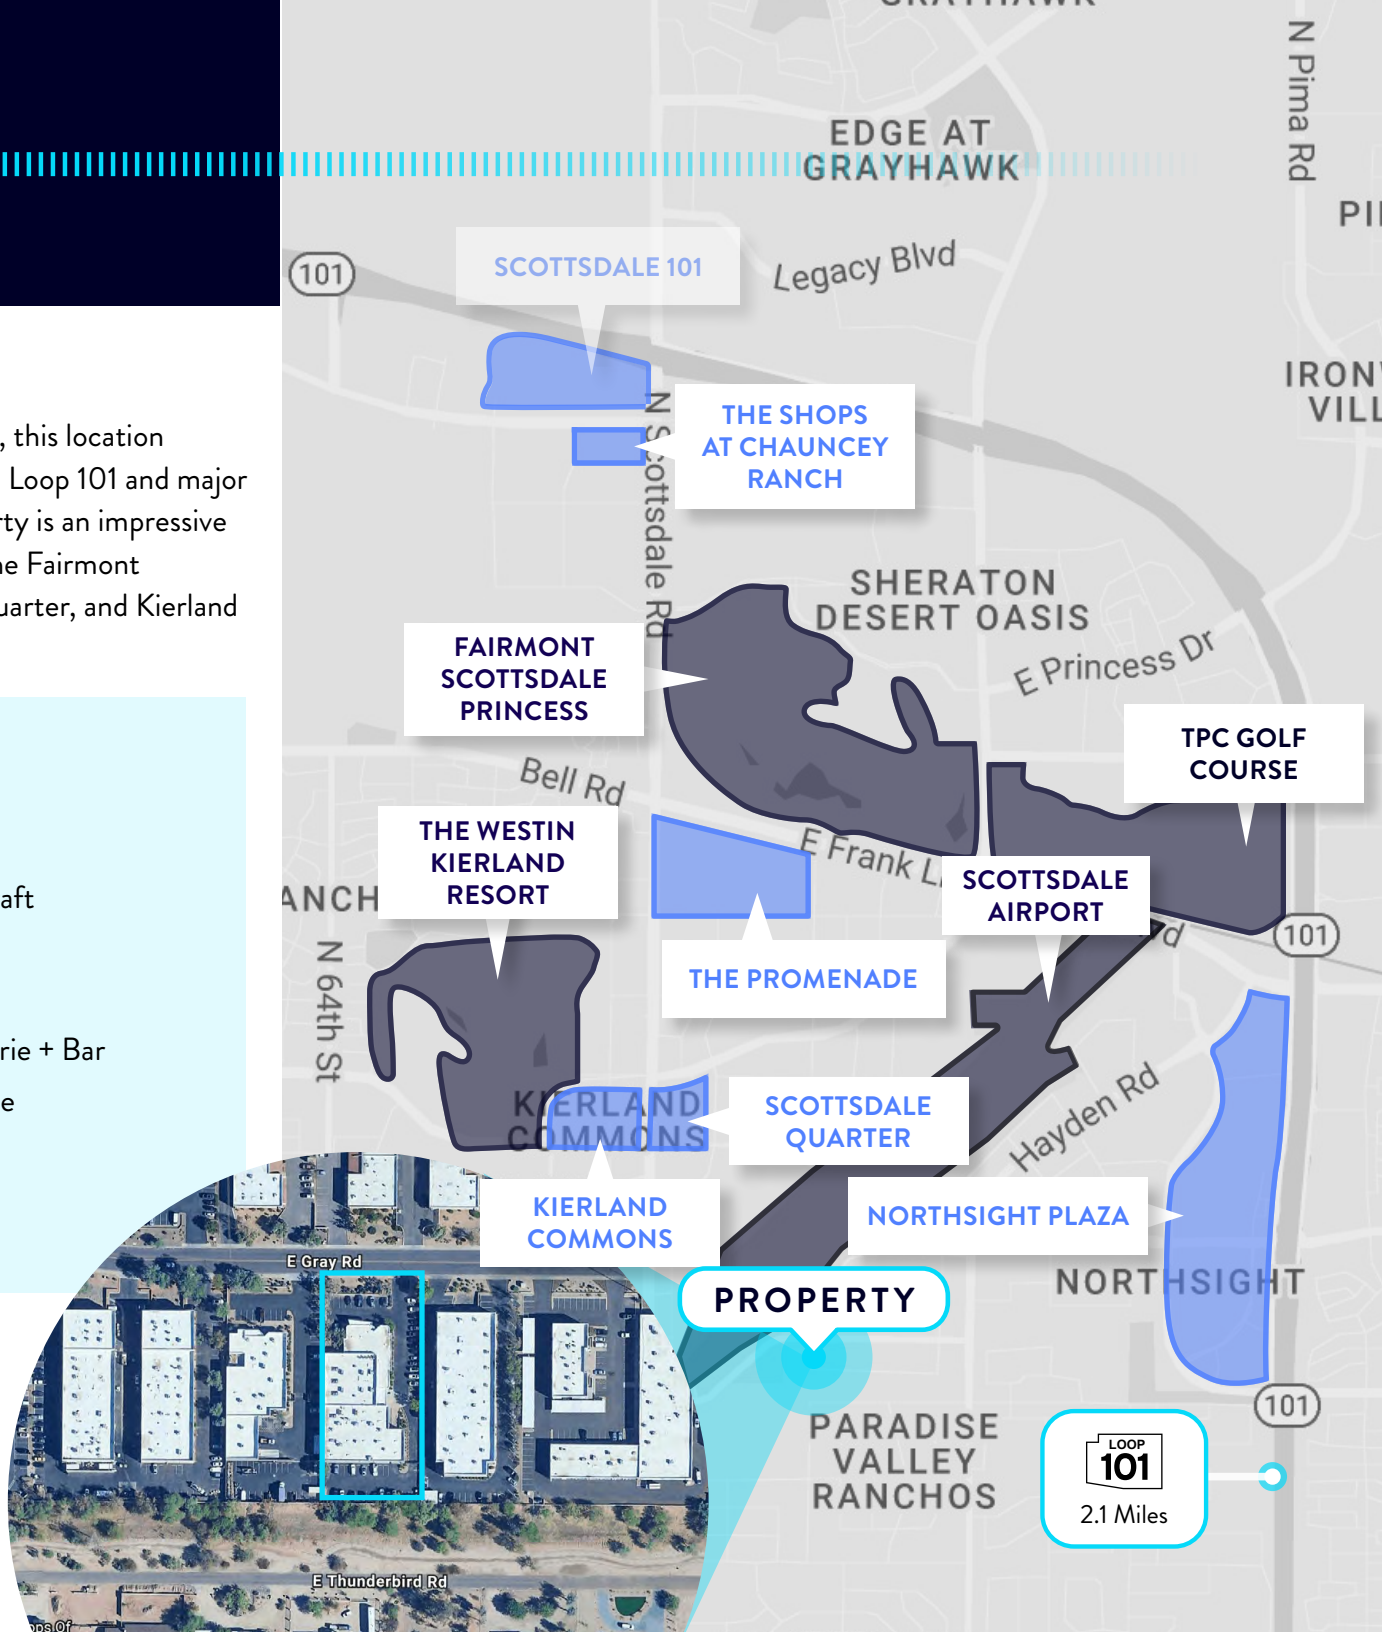 N Pima Rd
EDGE AT
GRAYHAWK
101
SCOTTSDALE 101
Legacy Blvd
, this location
Loop 101 and major
rty is an impressive
ne Fairmont
uarter, and Kierland
N Scottsdale Rd
THE SHOPS
AT CHAUNCEY
RANCH
SHERATON
DESERT OASIS
E Princess Dr
FAIRMONT
SCOTTSDALE
PRINCESS
TPC GOLF
COURSE
Bell Rd
THE WESTIN
KIERLAND
RESORT
E Frank L
SCOTTSDALE
AIRPORT
aft
ANCH
101
N 64th St
THE PROMENADE
rie + Bar
e
KIERLAND
COMMONS
SCOTTSDALE
QUARTER
Hayden Rd
KIERLAND
COMMONS
NORTHSIGHT PLAZA
E Gray Rd
NORTHSIGHT
PROPERTY
101
PARADISE
VALLEY
RANCHOS
LOOP
101
2.1 Miles
E Thunderbird Rd